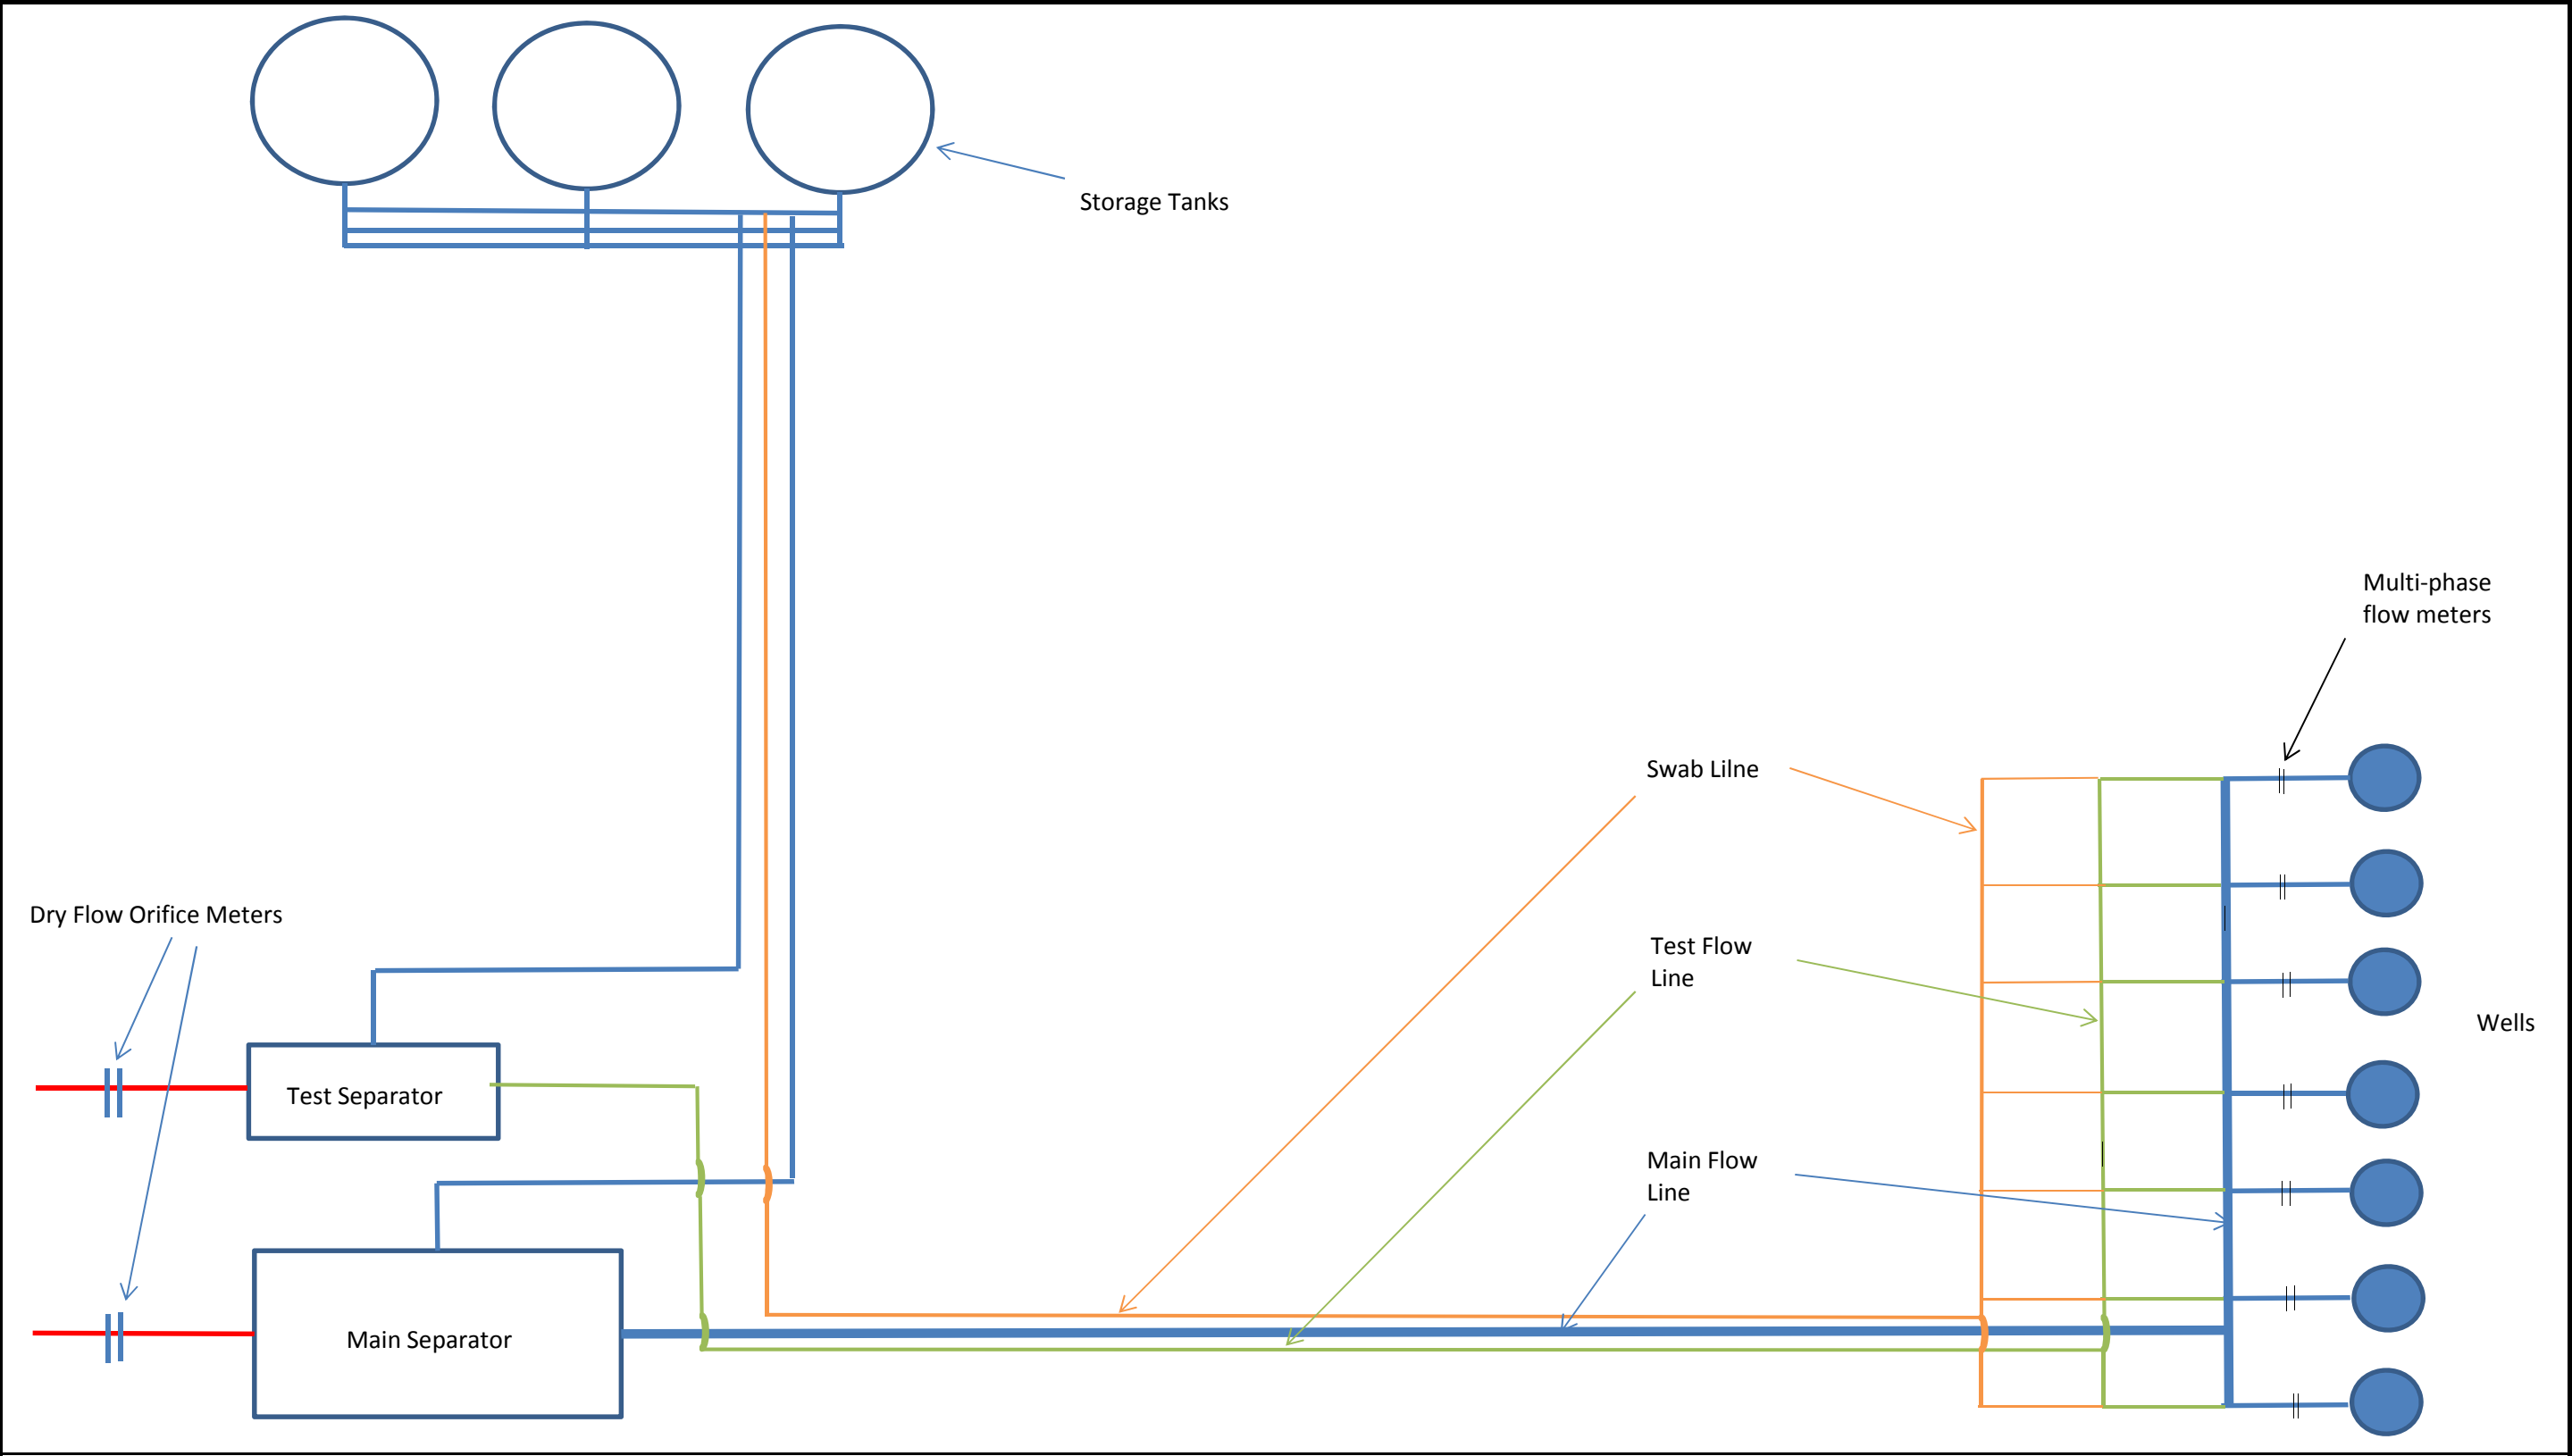 Storage Tanks
Multi-phase
flow meters
Swab Lilne
Dry Flow Orifice Meters
Test Flow
Line
Wells
Test Separator
Main Flow
Line
Main Separator